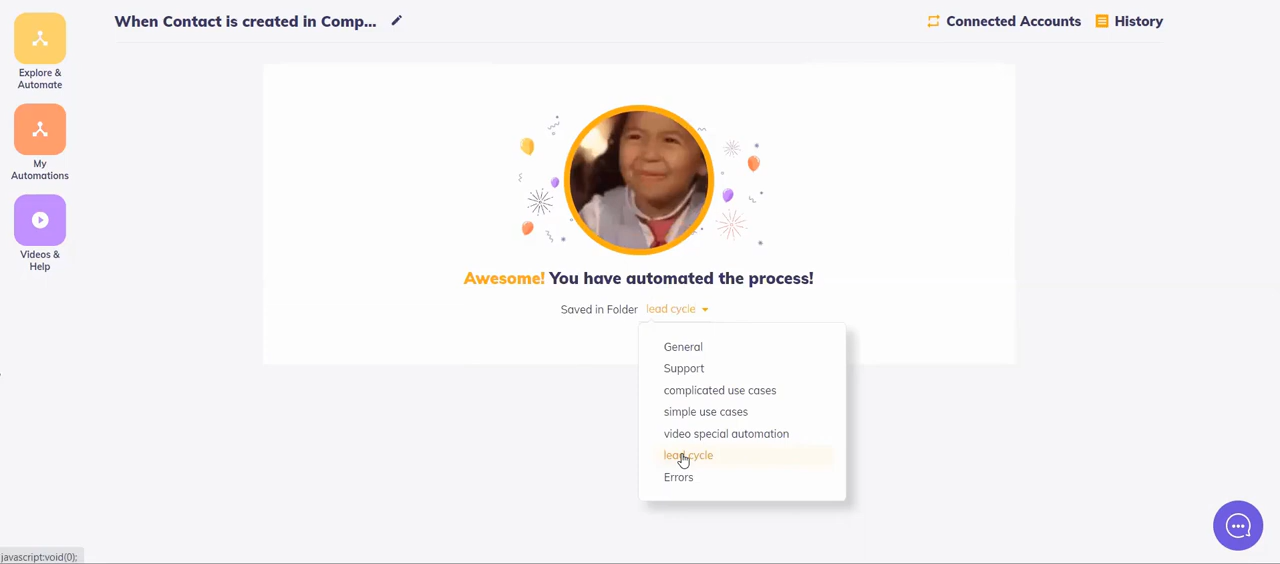 When Contact is created in Comp...
Connected Accounts
History
Explore &
Automate
My
Automations
Videos &
Help
Awesome! You have automated the process!
Saved in Folder lead cycle
General
Support
complicated use cases
simple use cases
video special automation
lead cycle
Errors
javascript:void(0);